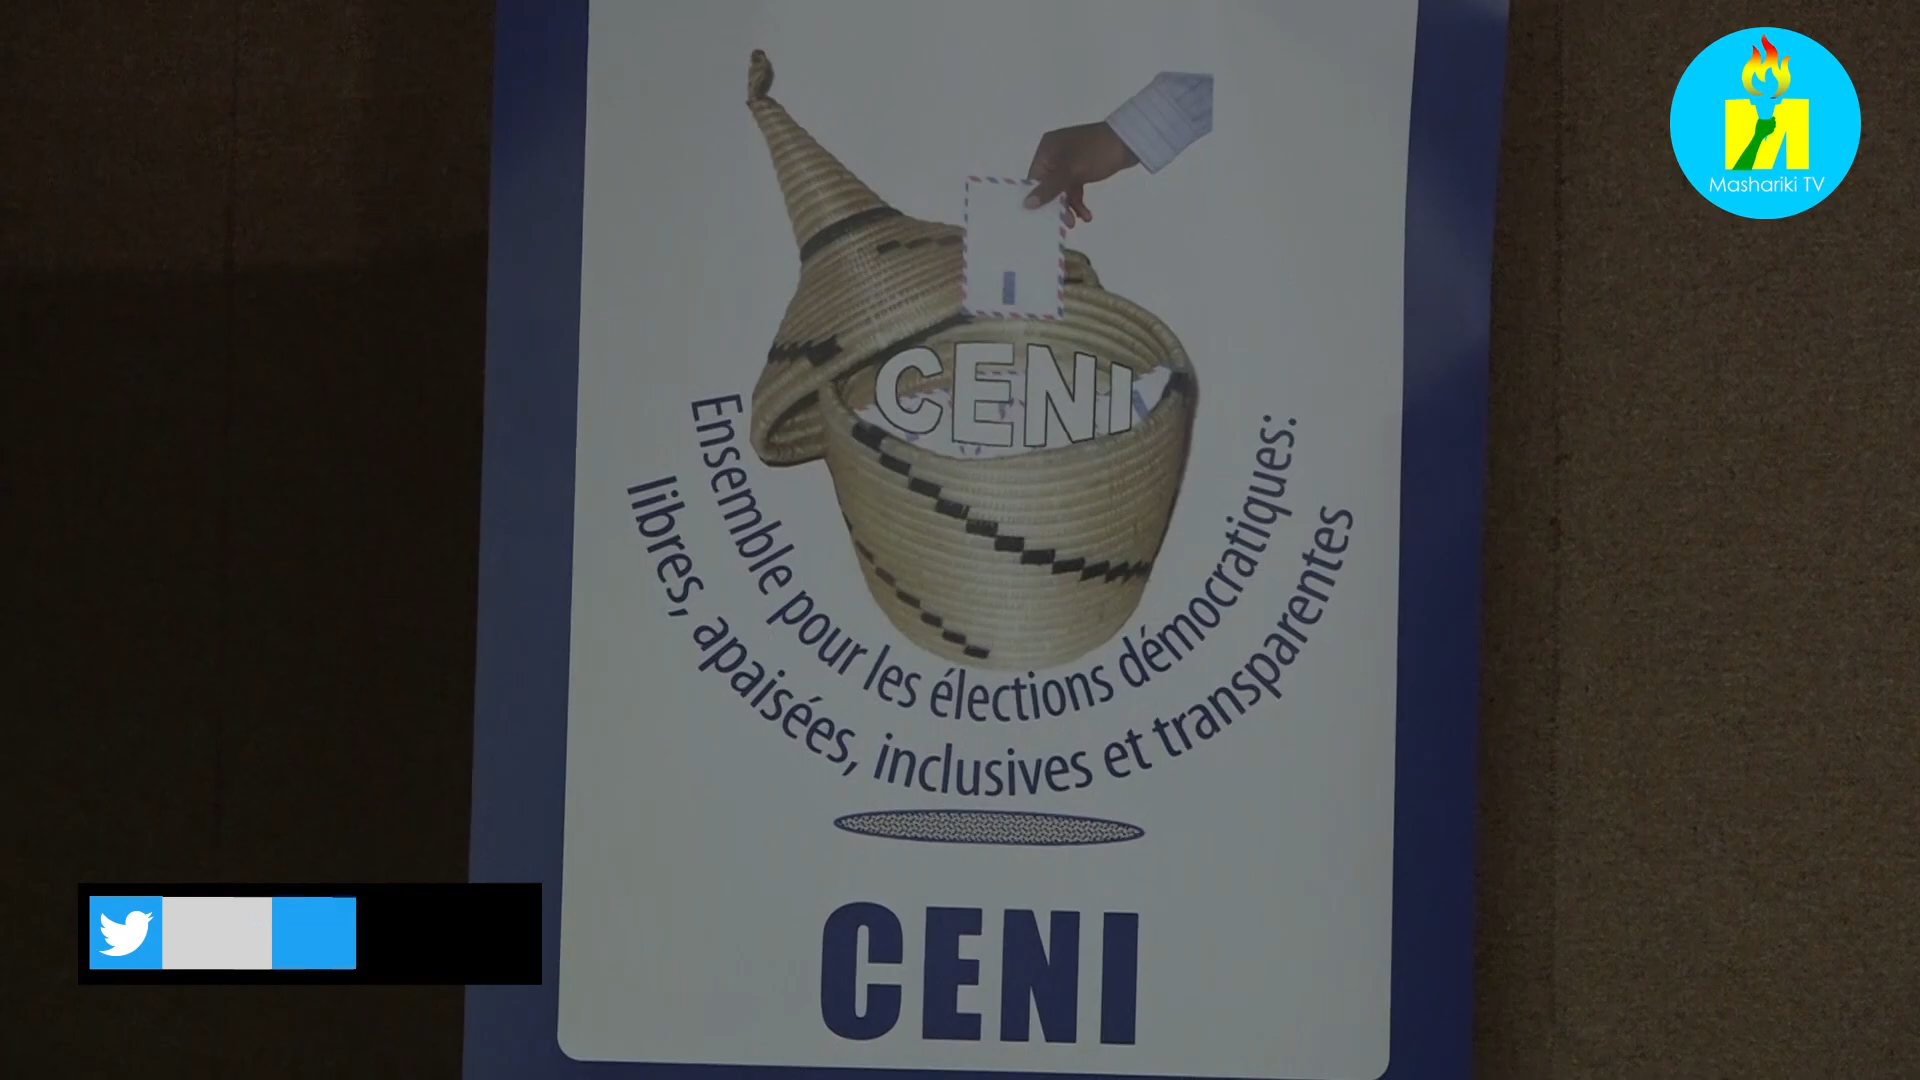 Mashariki TV
CENI
Ensemble pour les élections démocratiques:
libres, apaisées, inclusives et transparentes
CENI